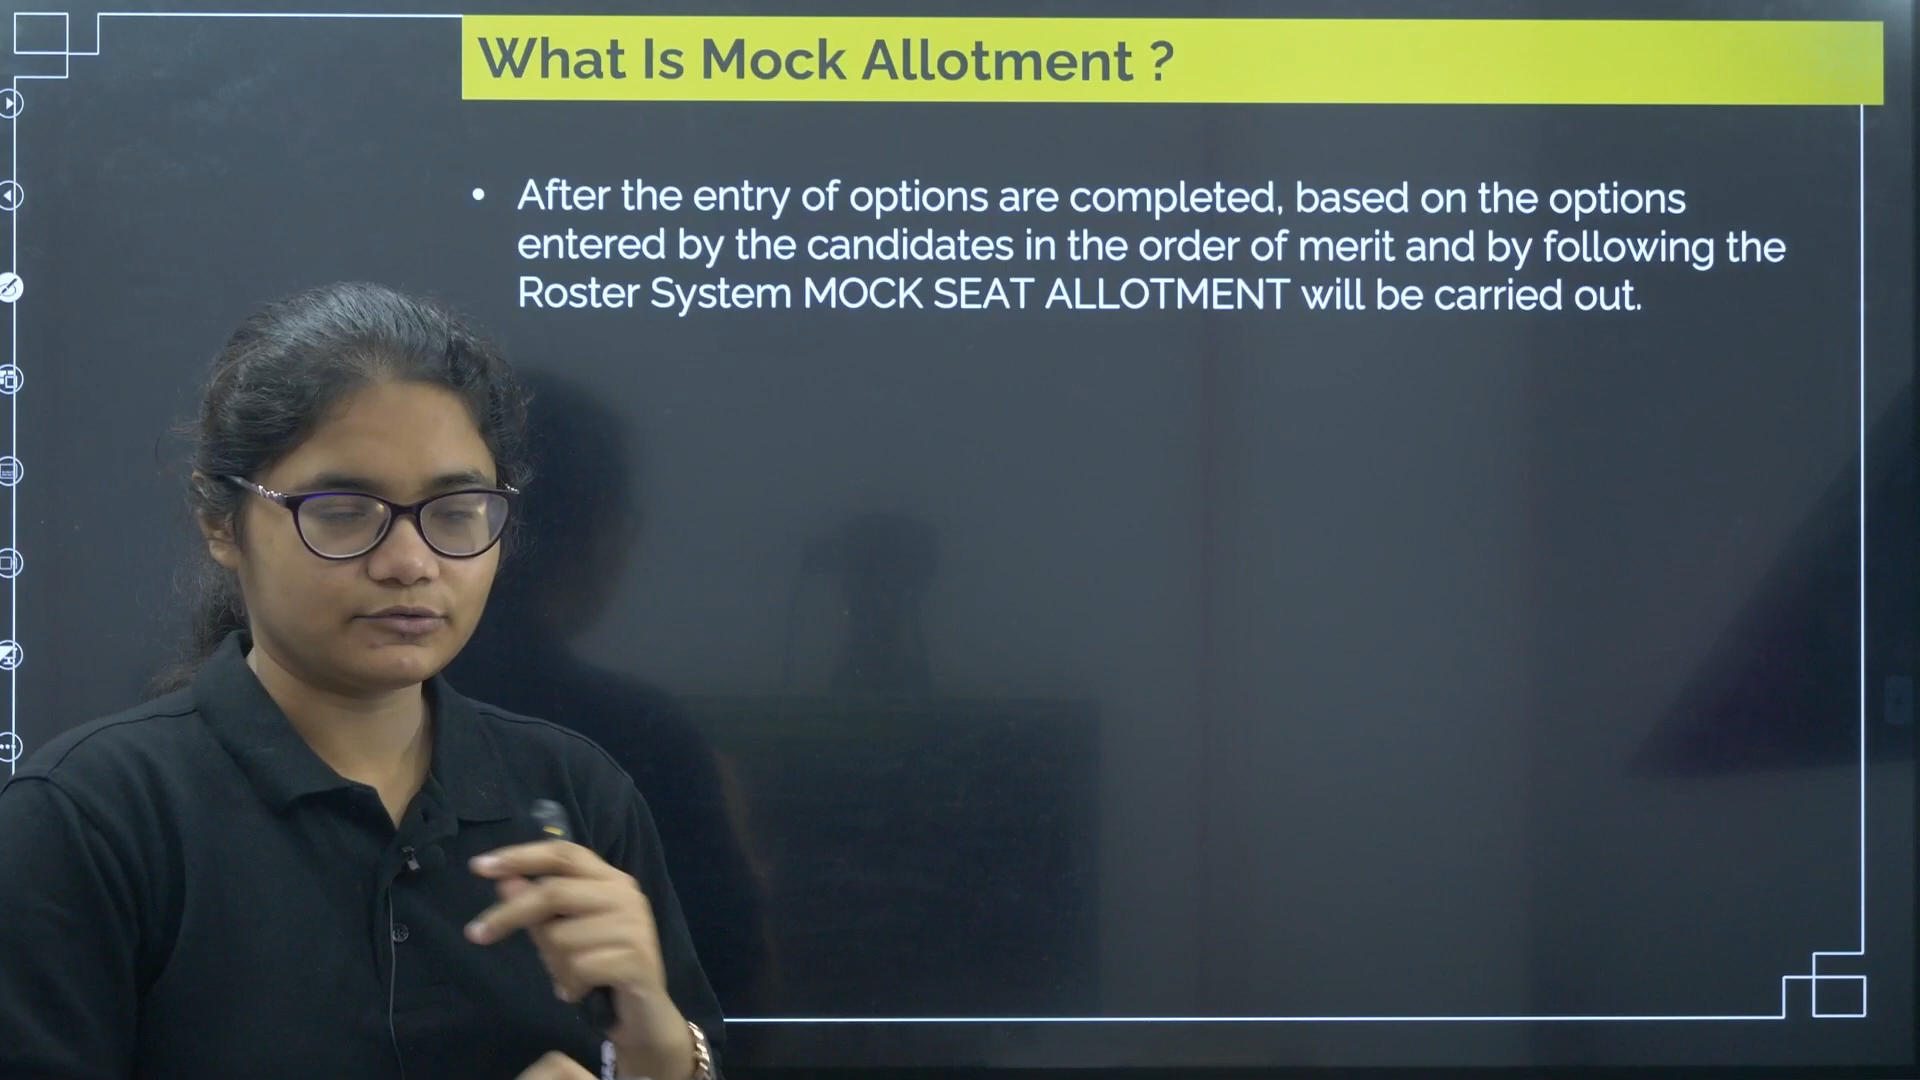 What Is Mock Allotment ?
• After the entry of options are completed, based on the options
entered by the candidates in the order of merit and by following the
Roster System MOCK SEAT ALLOTMENT will be carried out.